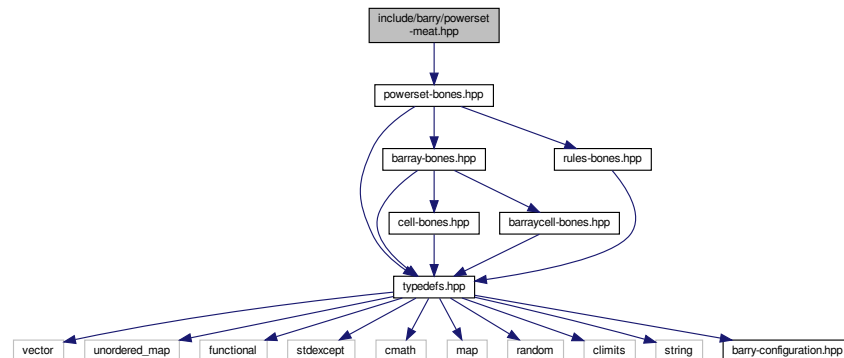 include/barry/powerset
-meat.hpp
powerset-bones.hpp
barray-bones.hpp
rules-bones.hpp
cell-bones.hpp
barraycell-bones.hpp
typedefs.hpp
vector
unordered_map
functional
stdexcept
cmath
map
random
climits
string
barry-configuration.hpp